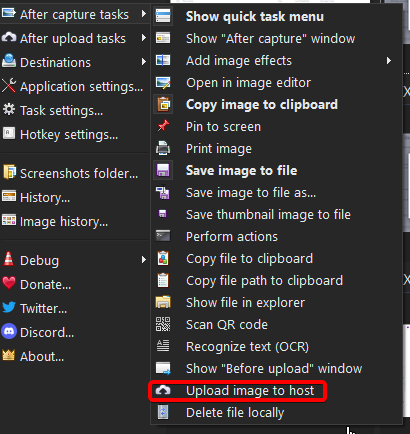 After capture tasks
After upload tasks
Destinations
Application settings...
Task settings...
Hotkey settings...
Screenshots folder...
History...
Image history...
Debug
Donate...
Twitter...
Discord...
About...
Show quick task menu
Show "After capture" window
Add image effects
Open in image editor
Copy image to clipboard
Pin to screen
Print image
Save image to file
Save image to file as...
Save thumbnail image to file
Perform actions
Copy file to clipboard
Copy file path to clipboard
Show file in explorer
Scan QR code
Recognize text (OCR)
Show "Before upload" window
Upload image to host
Delete file locally